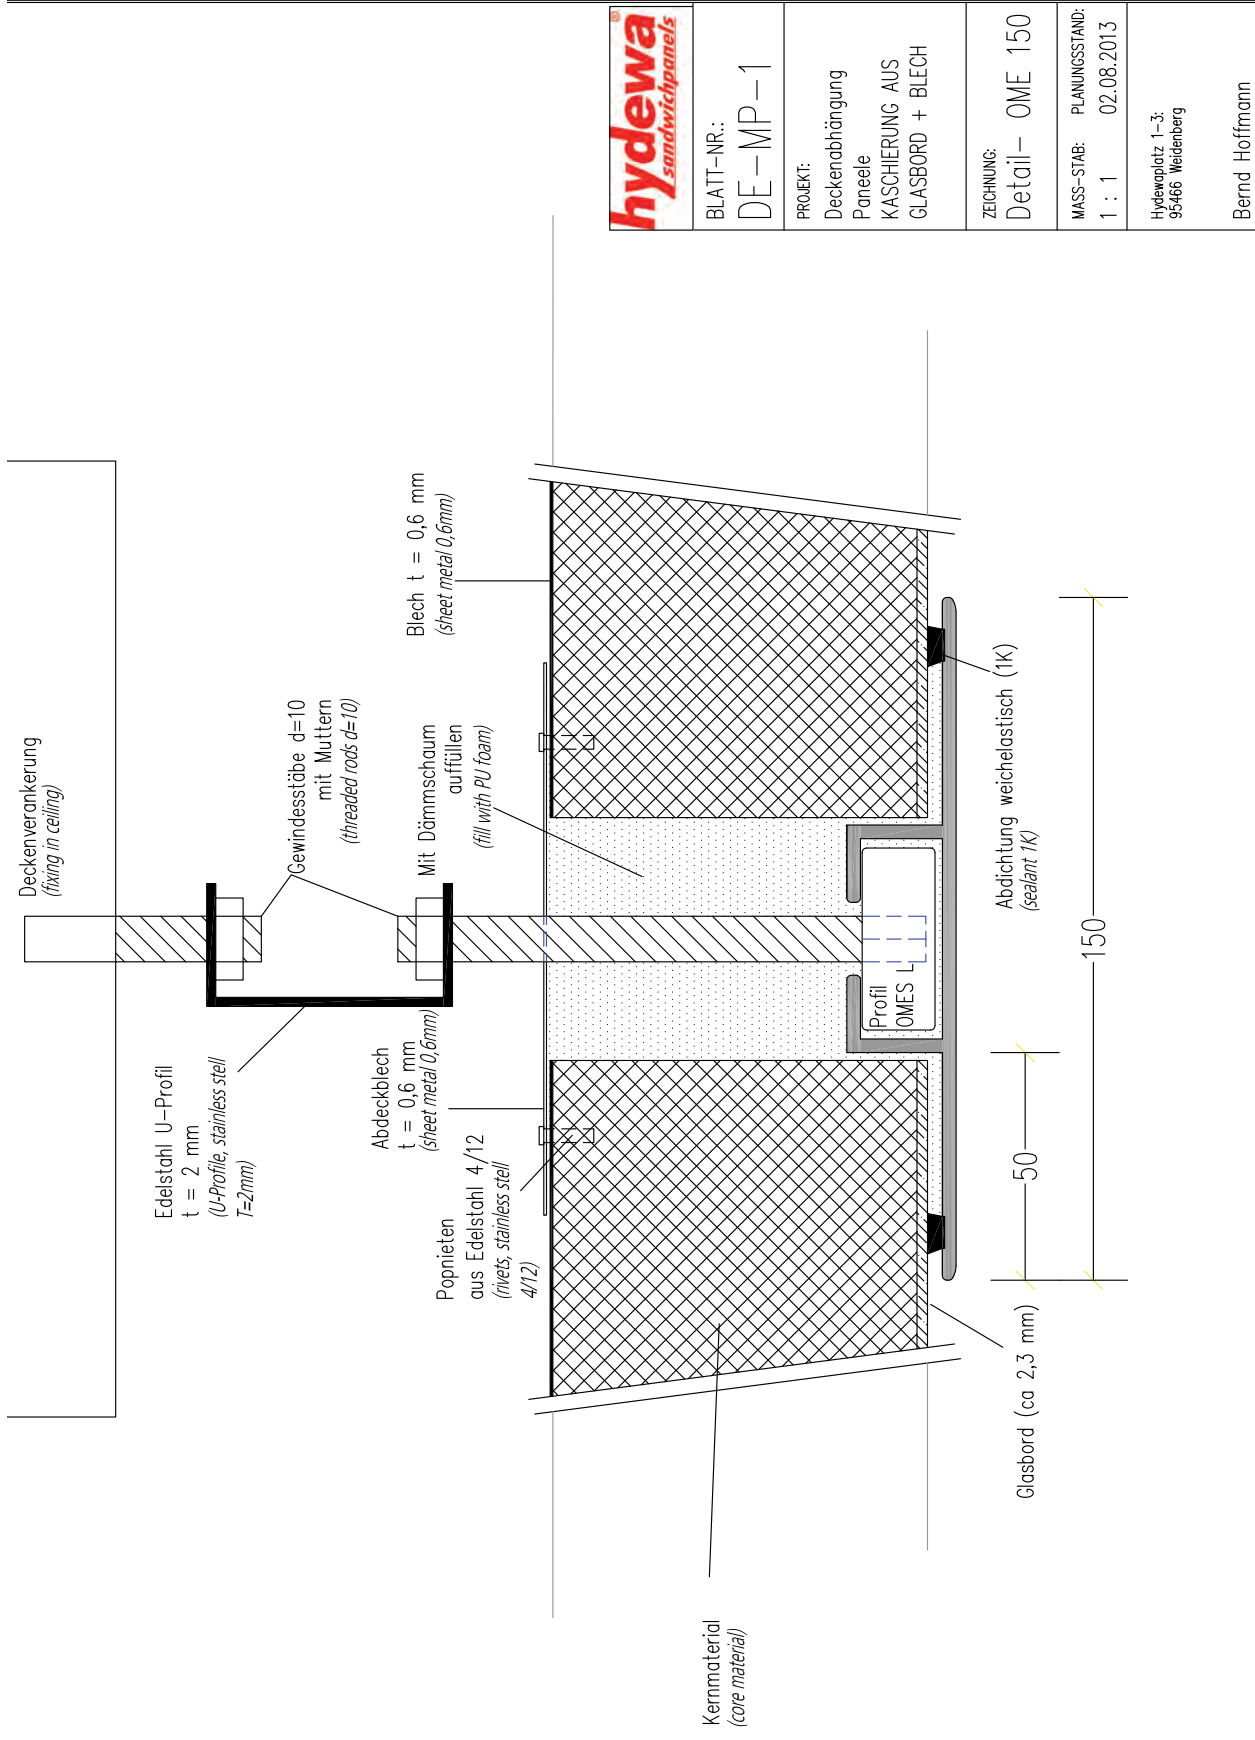 Deckenverankerung
(fixing in ceiling)
Edelstahl U-Profil
t = 2 mm
(U-Profile, stainless stell
T=2mm)
Gewindesstäbe d=10
mit Muttern
(threaded rods d=10)
Abdeckblech
t = 0,6 mm
(sheet metal 0,6mm)
Mit Dämmschaum
auffüllen
(fill with PU foam)
Blech t = 0,6 mm
(sheet metal 0,6mm)
Popnieten
aus Edelstahl 4/12
(rivets, stainless stell
4/12)
Kernmaterial
(core material)
Profil
OMES L
Glasbord (ca 2,3 mm)
Abdichtung weichelastisch (1K)
(sealant 1K)
50
150
hydewa®
sandwichpanels
BLATT-NR.:
DE-MP-1
PROJEKT:
Deckenabhängung
Paneele
KASCHIERUNG AUS
GLASBORD + BLECH
ZEICHNUNG:
Detail- OME 150
MASS-STAB: PLANUNGSSTAND:
1 : 1 02.08.2013
Hydewaplatz 1-3:
95466 Weidenberg
Bernd Hoffmann